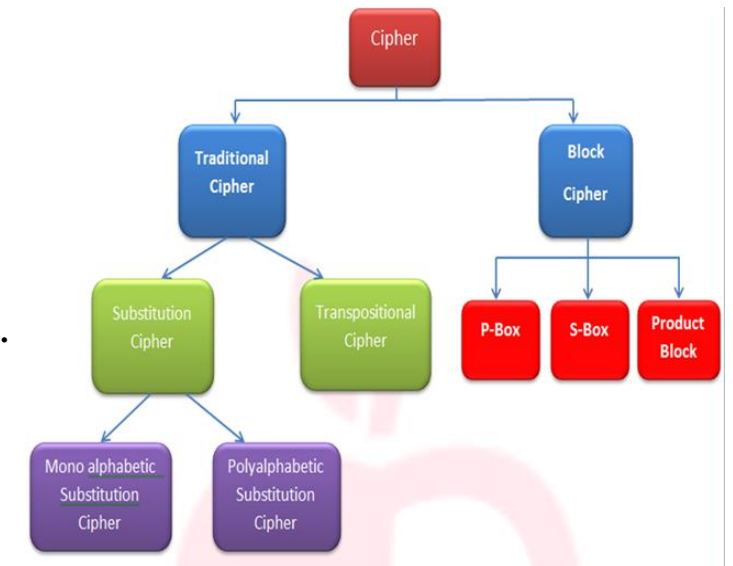 Cipher
Traditional
Cipher
Block
Cipher
Substitution
Cipher
Transpositional
Cipher
P-Box
S-Box
Product
Block
Mono alphabetic
Substitution
Cipher
Polyalphabetic
Substitution
Cipher